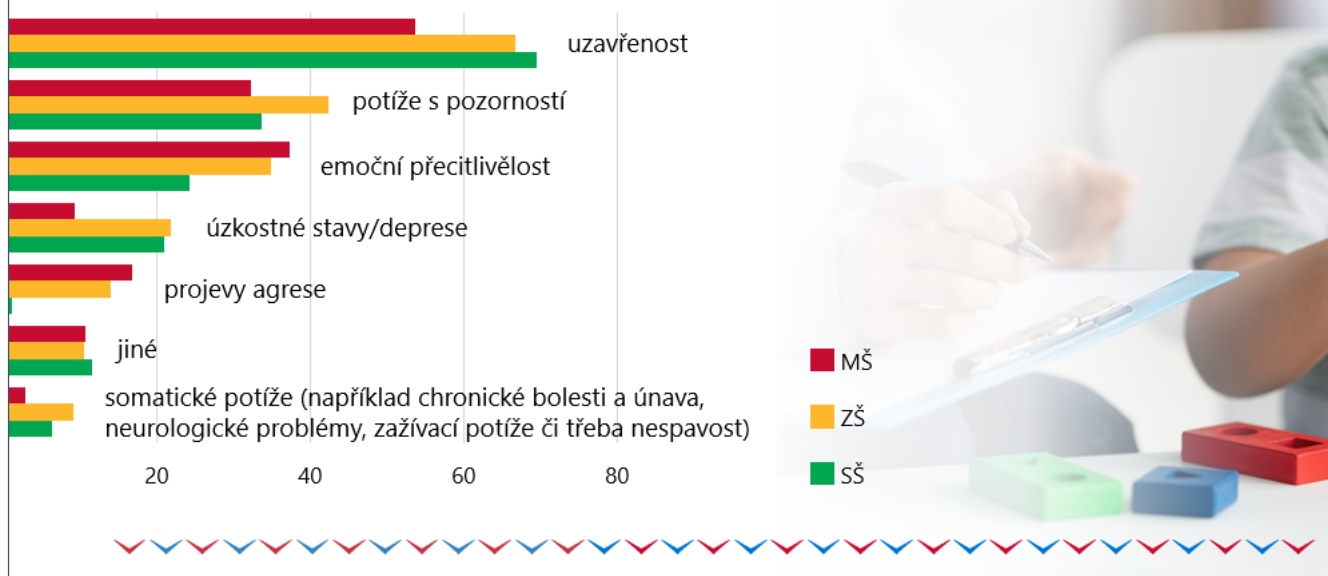 uzavřenost
potíže s pozorností
emoční přecitlivělost
úzkostné stavy/deprese
projevy agrese
jiné
somatické potíže (například chronické bolesti a únava,
neurologické problémy, zažívací potíže či třeba nespavost)
20 40 60 80
MŠ
ZŠ
SŠ